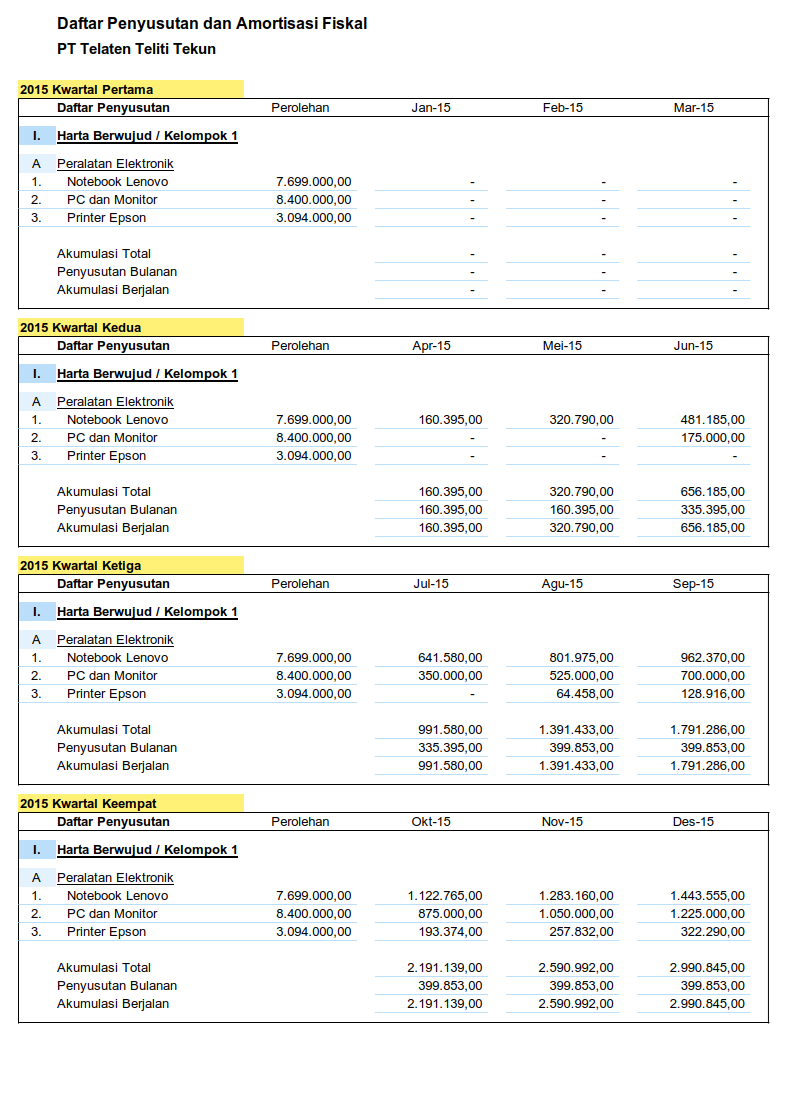 Daftar Penyusutan dan Amortisasi Fiskal
PT Telaten Teliti Tekun
2015 Kwartal Pertama
Daftar Penyusutan Perolehan Jan-15 Feb-15 Mar-15
I. Harta Berwujud / Kelompok 1
A Peralatan Elektronik
1. Notebook Lenovo 7.699.000,00 - - -
2. PC dan Monitor 8.400.000,00 - - -
3. Printer Epson 3.094.000,00 - - -
Akumulasi Total - - -
Penyusutan Bulanan - - -
Akumulasi Berjalan - - -
2015 Kwartal Kedua
Daftar Penyusutan Perolehan Apr-15 Mei-15 Jun-15
I. Harta Berwujud / Kelompok 1
A Peralatan Elektronik
1. Notebook Lenovo 7.699.000,00 160.395,00 320.790,00 481.185,00
2. PC dan Monitor 8.400.000,00 - - 175.000,00
3. Printer Epson 3.094.000,00 - - -
Akumulasi Total 160.395,00 320.790,00 656.185,00
Penyusutan Bulanan 160.395,00 160.395,00 335.395,00
Akumulasi Berjalan 160.395,00 320.790,00 656.185,00
2015 Kwartal Ketiga
Daftar Penyusutan Perolehan Jul-15 Agu-15 Sep-15
I. Harta Berwujud / Kelompok 1
A Peralatan Elektronik
1. Notebook Lenovo 7.699.000,00 641.580,00 801.975,00 962.370,00
2. PC dan Monitor 8.400.000,00 350.000,00 525.000,00 700.000,00
3. Printer Epson 3.094.000,00 - 64.458,00 128.916,00
Akumulasi Total 991.580,00 1.391.433,00 1.791.286,00
Penyusutan Bulanan 335.395,00 399.853,00 399.853,00
Akumulasi Berjalan 991.580,00 1.391.433,00 1.791.286,00
2015 Kwartal Keempat
Daftar Penyusutan Perolehan Okt-15 Nov-15 Des-15
I. Harta Berwujud / Kelompok 1
A Peralatan Elektronik
1. Notebook Lenovo 7.699.000,00 1.122.765,00 1.283.160,00 1.443.555,00
2. PC dan Monitor 8.400.000,00 875.000,00 1.050.000,00 1.225.000,00
3. Printer Epson 3.094.000,00 193.374,00 257.832,00 322.290,00
Akumulasi Total 2.191.139,00 2.590.992,00 2.990.845,00
Penyusutan Bulanan 399.853,00 399.853,00 399.853,00
Akumulasi Berjalan 2.191.139,00 2.590.992,00 2.990.845,00